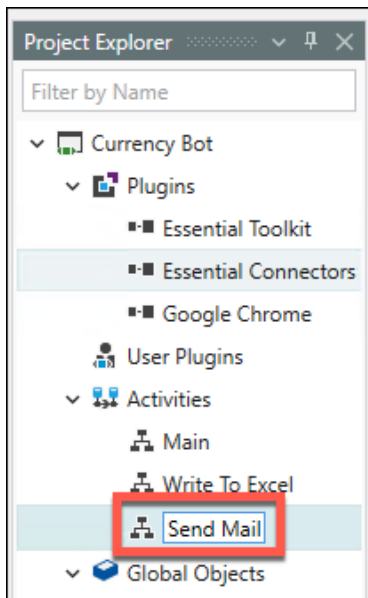 Project Explorer
Filter by Name
Currency Bot
Plugins
Essential Toolkit
Essential Connectors
Google Chrome
User Plugins
Activities
Main
Write To Excel
Send Mail
Global Objects